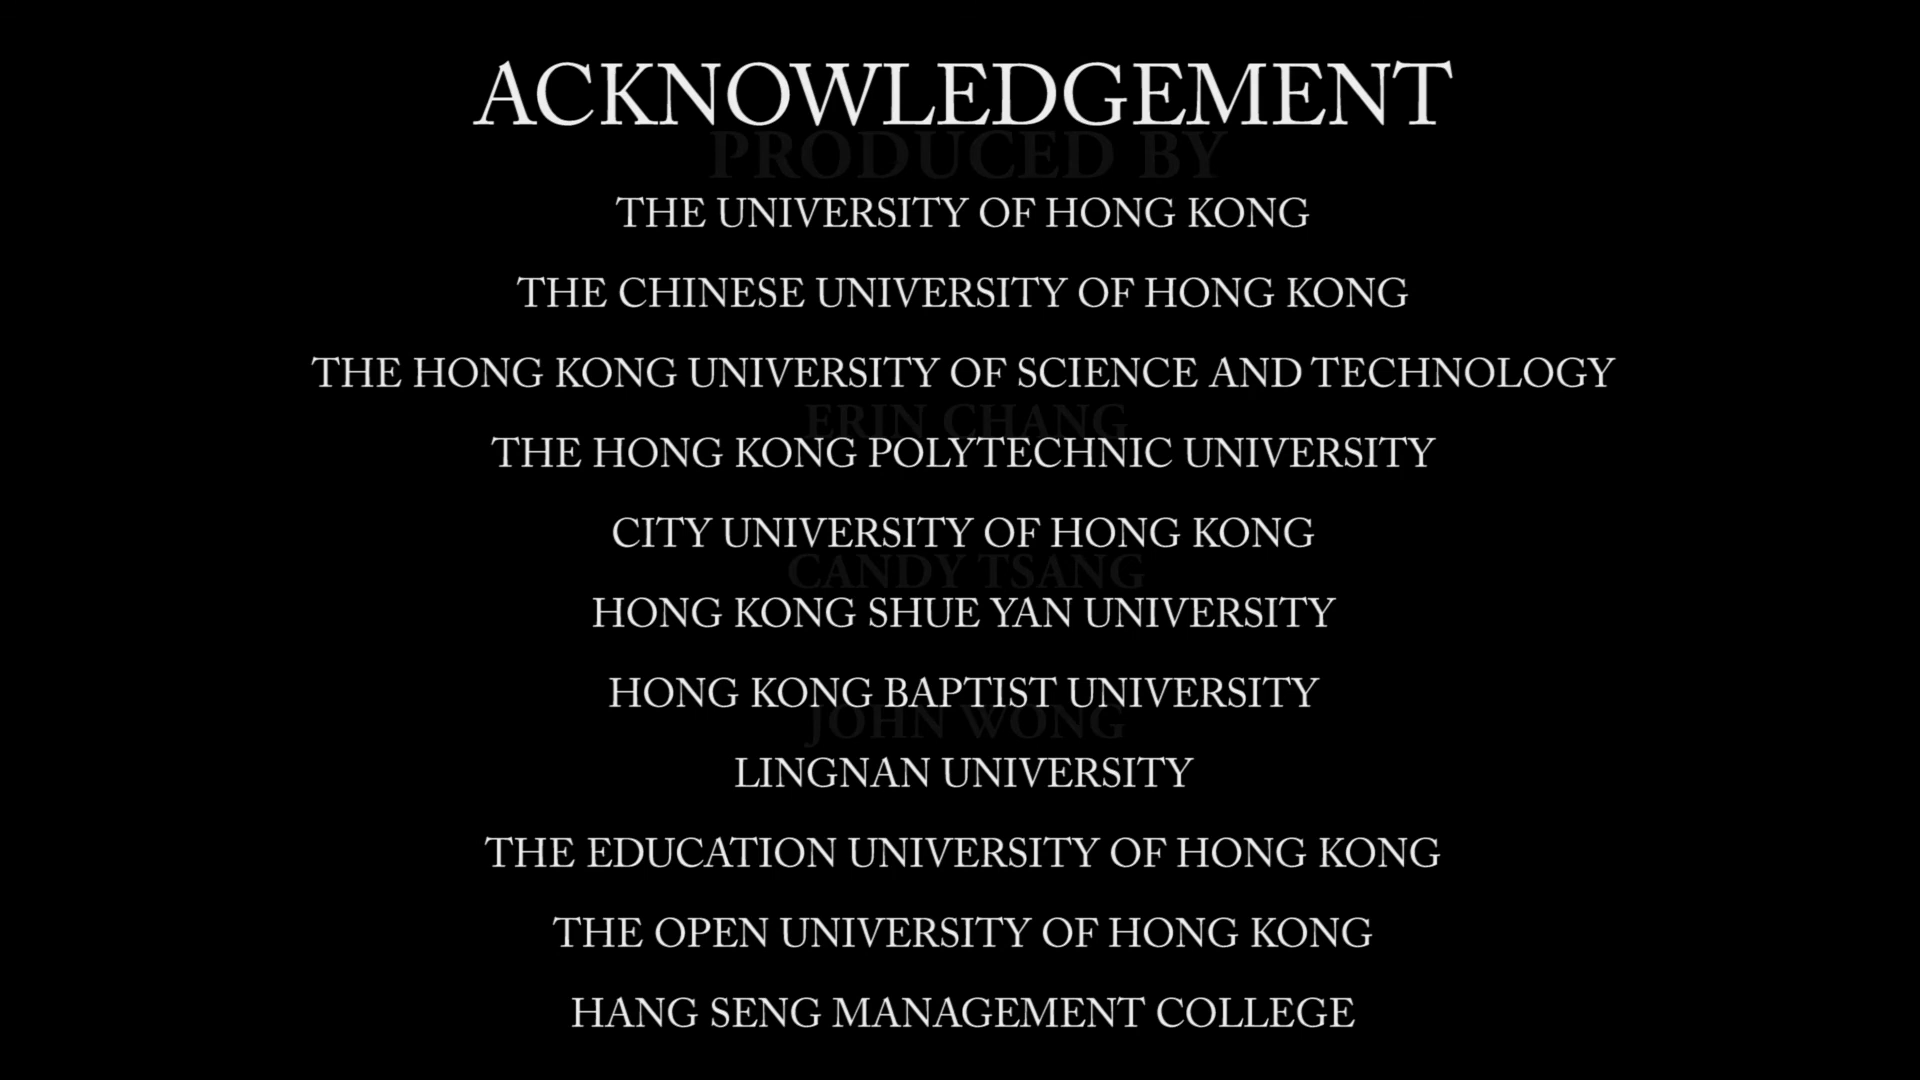 ACKNOWLEDGEMENT
PRODUCED BY
THE UNIVERSITY OF HONG KONG
THE CHINESE UNIVERSITY OF HONG KONG
THE HONG KONG UNIVERSITY OF SCIENCE AND TECHNOLOGY
ERIN CHANG
THE HONG KONG POLYTECHNIC UNIVERSITY
CITY UNIVERSITY OF HONG KONG
CANDY TSANG
HONG KONG SHUE YAN UNIVERSITY
HONG KONG BAPTIST UNIVERSITY
JOHN WONG
LINGNAN UNIVERSITY
THE EDUCATION UNIVERSITY OF HONG KONG
THE OPEN UNIVERSITY OF HONG KONG
HANG SENG MANAGEMENT COLLEGE